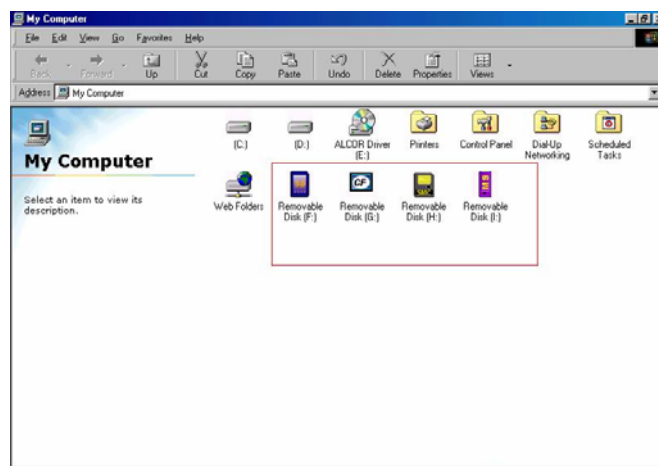 My Computer
File Edit View Go Favorites Help
Back Forward Up Cut Copy Paste Undo Delete Properties Views
Address My Computer
My Computer
Select an item to view its
description.
(C:) (D:) ALCOR Driver (E:) Printers Control Panel Dial-Up Networking Scheduled Tasks
Web Folders Removable Disk (F:) Removable Disk (G:) Removable Disk (H:) Removable Disk (I:)
CF
MS